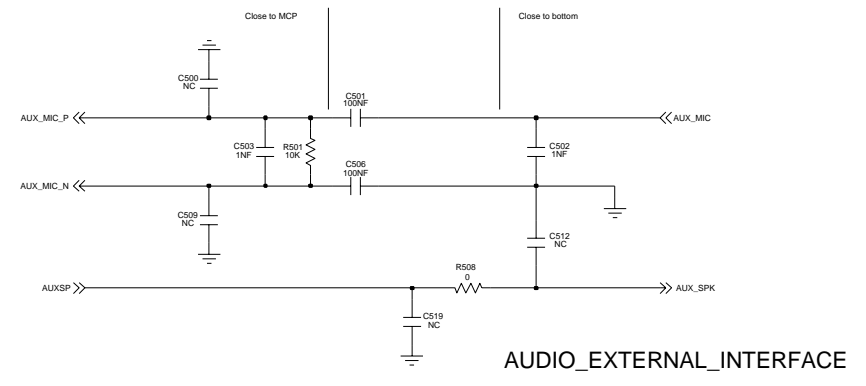 Close to MCP
Close to bottom
C500
NC
C501
100NF
AUX_MIC_P
AUX_MIC
C503
1NF
R501
10K
C502
1NF
C506
100NF
AUX_MIC_N
C509
NC
C512
NC
R508
0
AUXSP
AUX_SPK
C519
NC
AUDIO_EXTERNAL_INTERFACE